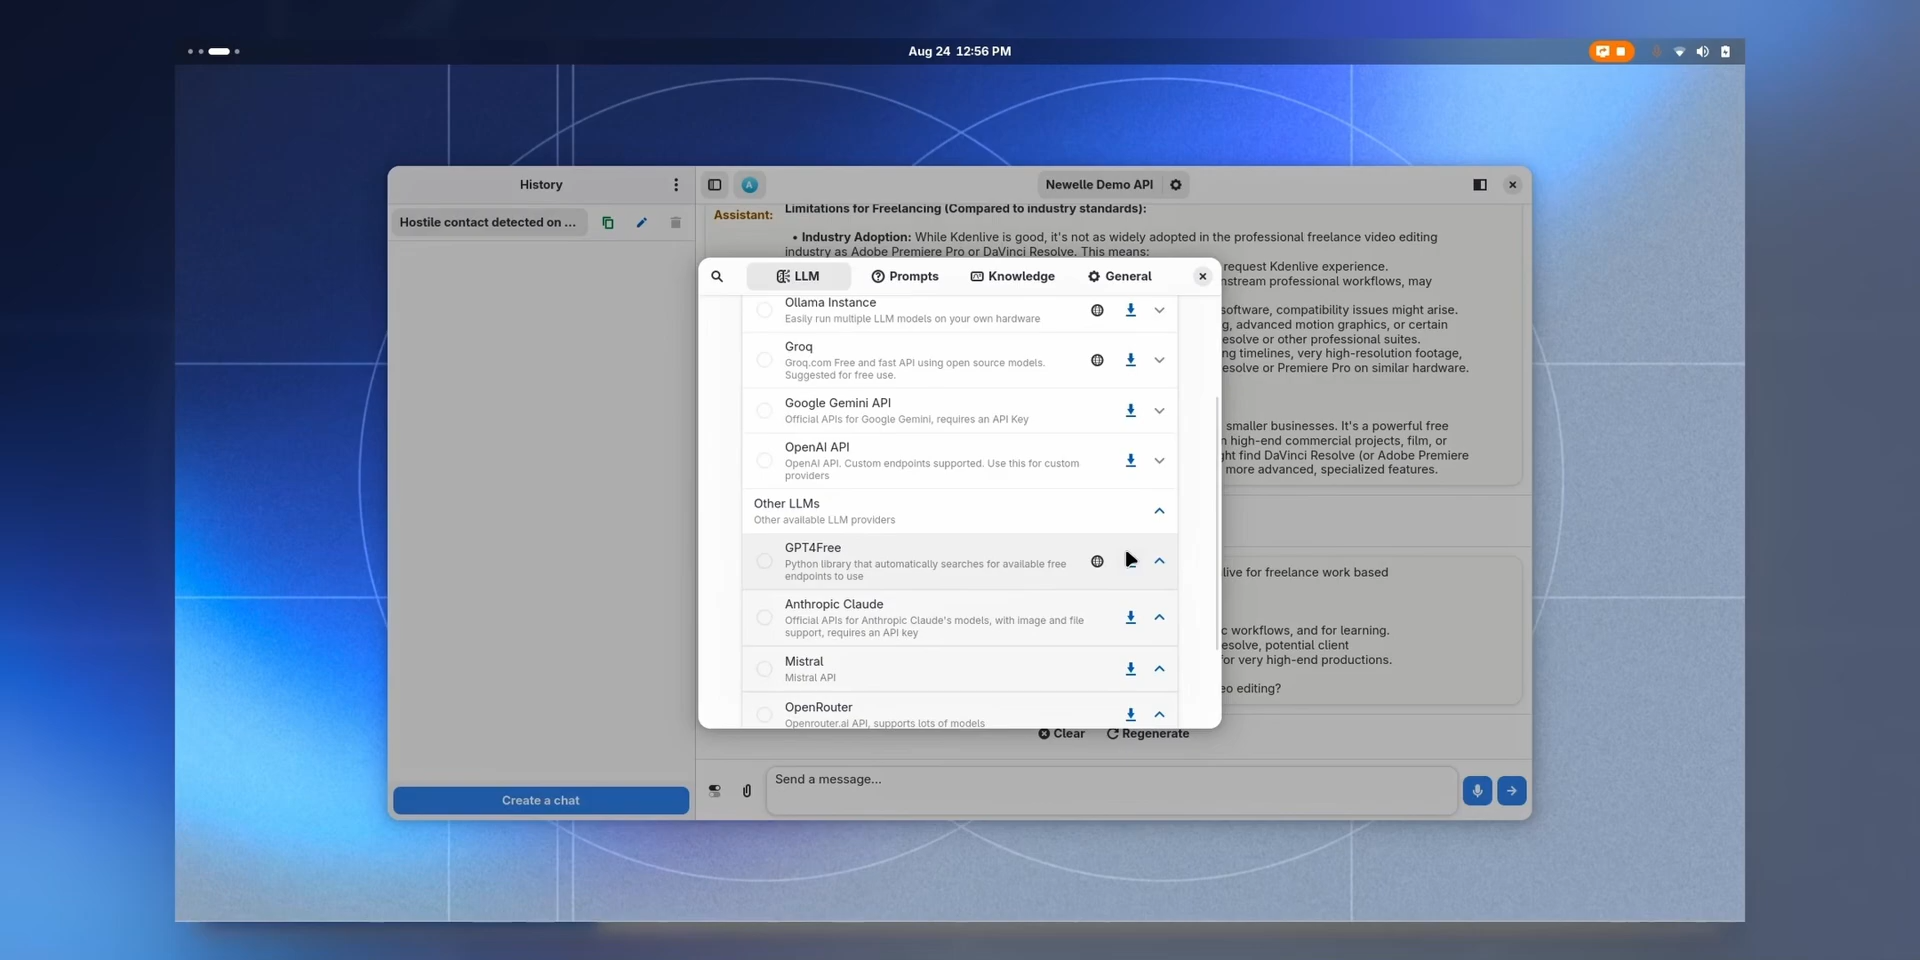 Aug 24 12:56 PM
History
Newelle Demo API
Hostile contact detected on ...
Assistant:
Limitations for Freelancing (Compared to industry standards):
• Industry Adoption: While Kdenlive is good, it's not as widely adopted in the professional freelance video editing
industry as Adobe Premiere Pro or DaVinci Resolve. This means:
request Kdenlive experience.
nstream professional workflows, may
software, compatibility issues might arise.
g, advanced motion graphics, or certain
esolve or other professional suites.
ng timelines, very high-resolution footage,
esolve or Premiere Pro on similar hardware.
smaller businesses. It's a powerful free
n high-end commercial projects, film, or
ght find DaVinci Resolve (or Adobe Premiere
more advanced, specialized features.
live for freelance work based
c workflows, and for learning.
esolve, potential client
for very high-end productions.
eo editing?
LLM
Prompts
Knowledge
General
Ollama Instance
Easily run multiple LLM models on your own hardware
Groq
Groq.com Free and fast API using open source models.
Suggested for free use.
Google Gemini API
Official APIs for Google Gemini, requires an API Key
OpenAI API
OpenAI API. Custom endpoints supported. Use this for custom
providers
Other LLMs
Other available LLM providers
GPT4Free
Python library that automatically searches for available free
endpoints to use
Anthropic Claude
Official APIs for Anthropic Claude's models, with image and file
support, requires an API key
Mistral
Mistral API
OpenRouter
Openrouter.ai API, supports lots of models
Clear
Regenerate
Create a chat
Send a message...